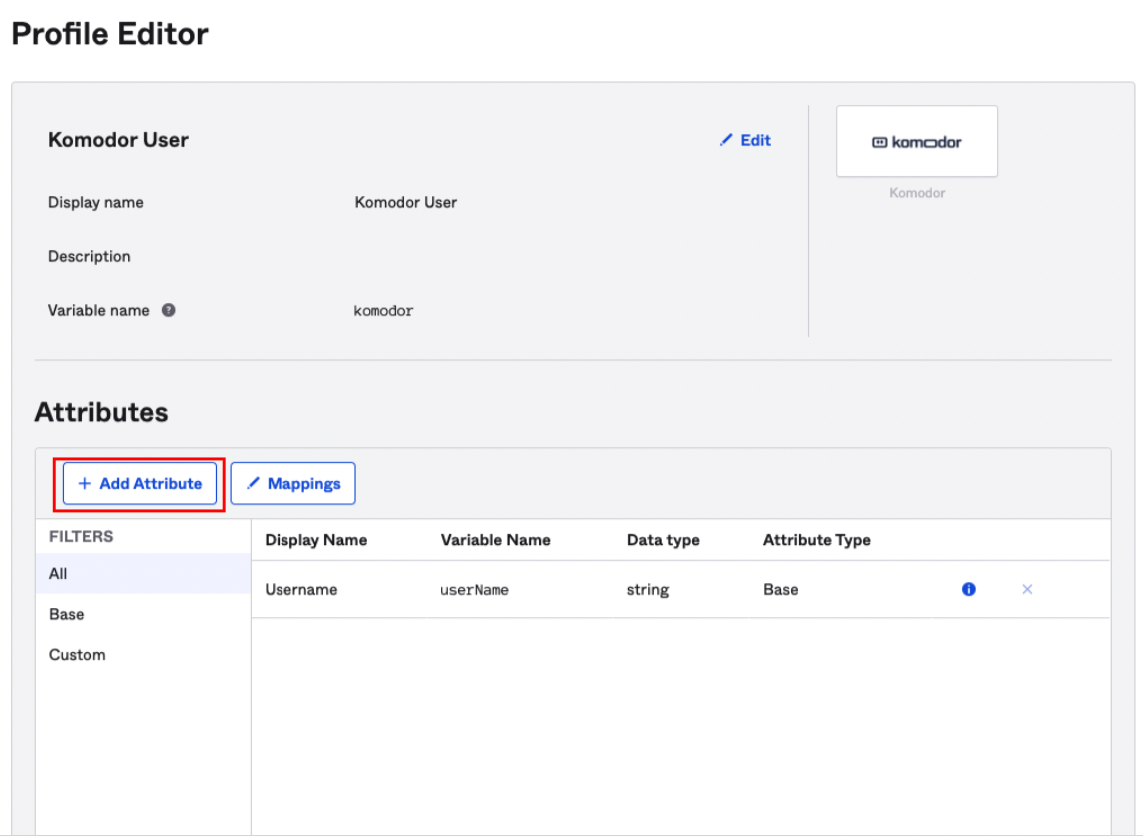 Profile Editor
Komodor User
Edit
komodor
Komodor
Display name Komodor User
Description
Variable name ? komodor
Attributes
+ Add Attribute Mappings
FILTERS
All
Base
Custom
Display Name Variable Name Data type Attribute Type
Username userName string Base